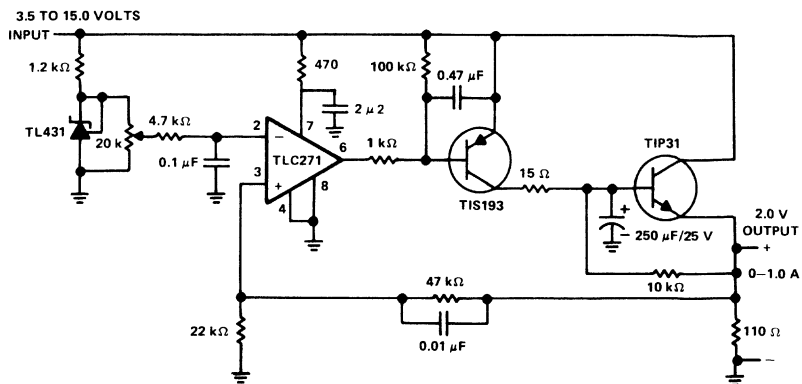 3.5 TO 15.0 VOLTS
INPUT
1.2 kΩ
470
100 kΩ
0.47 μF
2 μ2
TL431
20 k
4.7 kΩ
0.1 μF
2
−
7
TLC271
6
3
+
4
8
1 kΩ
TIS193
15 Ω
TIP31
+
− 250 μF/25 V
2.0 V
OUTPUT
+
0–1.0 A
10 kΩ
47 kΩ
0.01 μF
22 kΩ
110 Ω
−